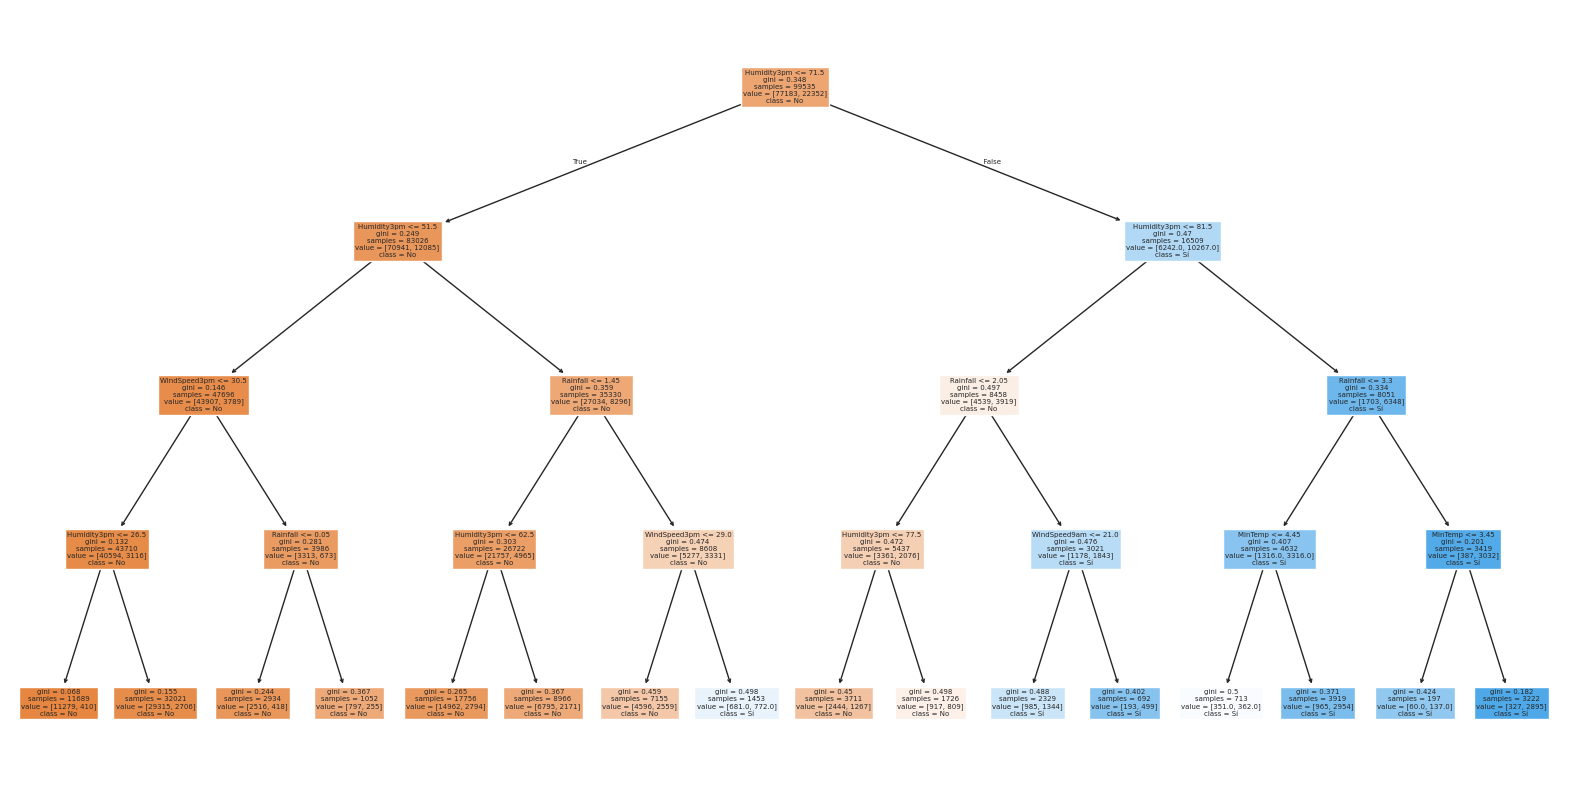 Humidity3pm <= 71.5
gini = 0.348
samples = 99535
value = [77183, 22352]
class = No
True
False
Humidity3pm <= 51.5
gini = 0.249
samples = 83026
value = [70941, 12085]
class = No
Humidity3pm <= 81.5
gini = 0.47
samples = 16509
value = [6242.0, 10267.0]
class = Si
WindSpeed3pm <= 30.5
gini = 0.146
samples = 47696
value = [43907, 3789]
class = No
Rainfall <= 1.45
gini = 0.359
samples = 35330
value = [27034, 8296]
class = No
Rainfall <= 2.05
gini = 0.497
samples = 8458
value = [4539, 3919]
class = No
Rainfall <= 3.3
gini = 0.334
samples = 8051
value = [1703, 6348]
class = Si
Humidity3pm <= 26.5
gini = 0.132
samples = 43710
value = [40594, 3116]
class = No
Rainfall <= 0.05
gini = 0.281
samples = 3986
value = [3313, 673]
class = No
Humidity3pm <= 62.5
gini = 0.303
samples = 26722
value = [21757, 4965]
class = No
WindSpeed3pm <= 29.0
gini = 0.474
samples = 8608
value = [5277, 3331]
class = No
Humidity3pm <= 77.5
gini = 0.472
samples = 5437
value = [3361, 2076]
class = No
WindSpeed9am <= 21.0
gini = 0.476
samples = 3021
value = [1178, 1843]
class = Si
MinTemp <= 4.45
gini = 0.407
samples = 4632
value = [1316.0, 3316.0]
class = Si
MinTemp <= 3.45
gini = 0.201
samples = 3419
value = [387, 3032]
class = Si
gini = 0.068
samples = 11689
value = [11279, 410]
class = No
gini = 0.155
samples = 32021
value = [29315, 2706]
class = No
gini = 0.244
samples = 2934
value = [2516, 418]
class = No
gini = 0.367
samples = 1052
value = [797, 255]
class = No
gini = 0.265
samples = 17756
value = [14962, 2794]
class = No
gini = 0.367
samples = 8966
value = [6795, 2171]
class = No
gini = 0.459
samples = 7155
value = [4596, 2559]
class = No
gini = 0.498
samples = 1453
value = [681.0, 772.0]
class = Si
gini = 0.45
samples = 3711
value = [2444, 1267]
class = No
gini = 0.498
samples = 1726
value = [917, 809]
class = No
gini = 0.488
samples = 2329
value = [985, 1344]
class = Si
gini = 0.402
samples = 692
value = [193, 499]
class = Si
gini = 0.5
samples = 713
value = [351.0, 362.0]
class = Si
gini = 0.371
samples = 3919
value = [965, 2954]
class = Si
gini = 0.424
samples = 197
value = [60.0, 137.0]
class = Si
gini = 0.182
samples = 3222
value = [327, 2895]
class = Si